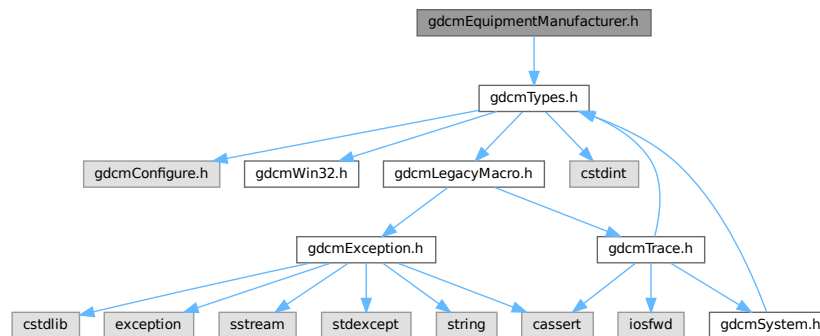 gdcmEquipmentManufacturer.h
gdcmTypes.h
gdcmConfigure.h
gdcmWin32.h
gdcmLegacyMacro.h
cstdint
gdcmException.h
gdcmTrace.h
cstdlib
exception
sstream
stdexcept
string
cassert
iosfwd
gdcmSystem.h